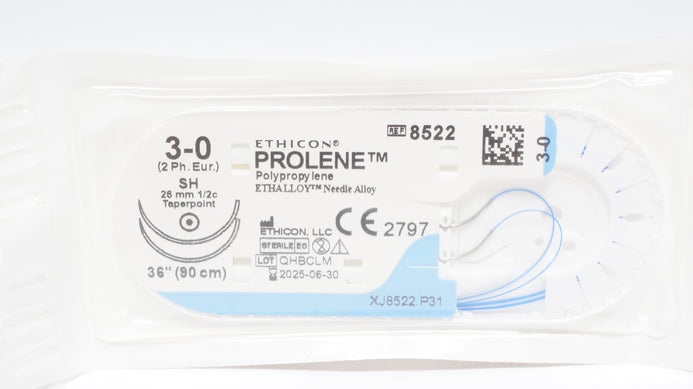 3-0
(2 Ph. Eur.)
SH
26 mm 1/2c
Taperpoint
36" (90 cm)
ETHICON®
PROLENE™
Polypropylene
ETHALLOY™ Needle Alloy
REF 8522
3-0
ETHICON, LLC
CE 2797
STERILE EO
LOT QHBCLM
2025-06-30
XJ8522.P31